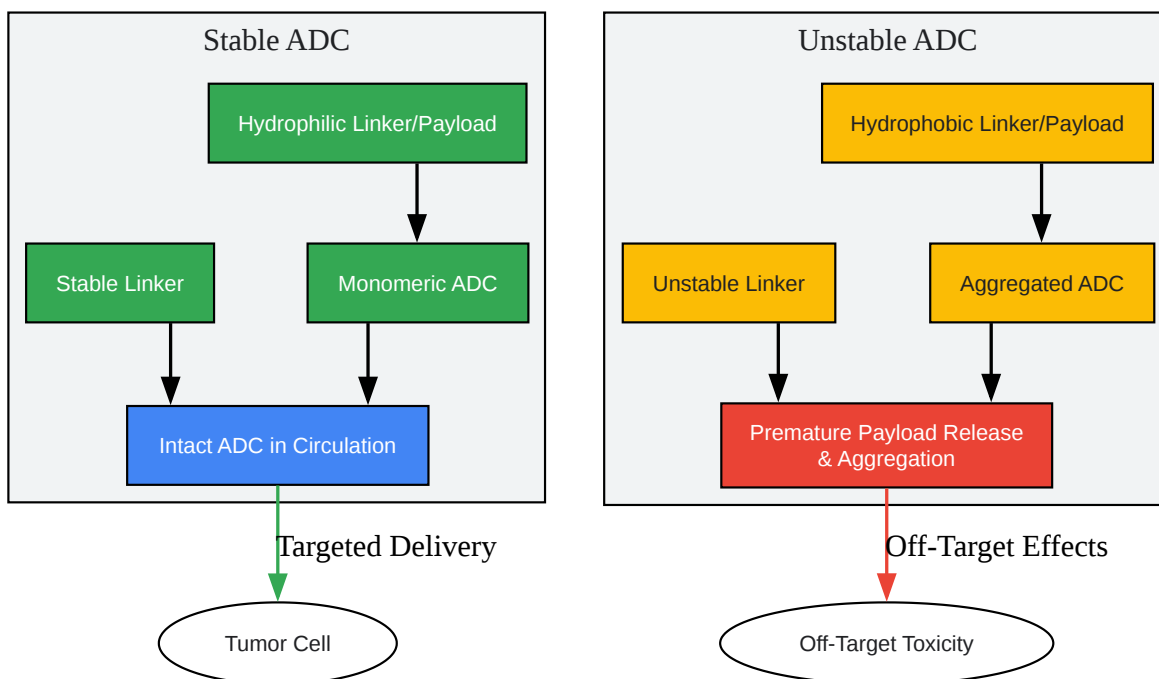 Stable ADC
Hydrophilic Linker/Payload
Stable Linker
Monomeric ADC
Intact ADC in Circulation
Targeted Delivery
Tumor Cell
Unstable ADC
Hydrophobic Linker/Payload
Unstable Linker
Aggregated ADC
Premature Payload Release
& Aggregation
Off-Target Effects
Off-Target Toxicity